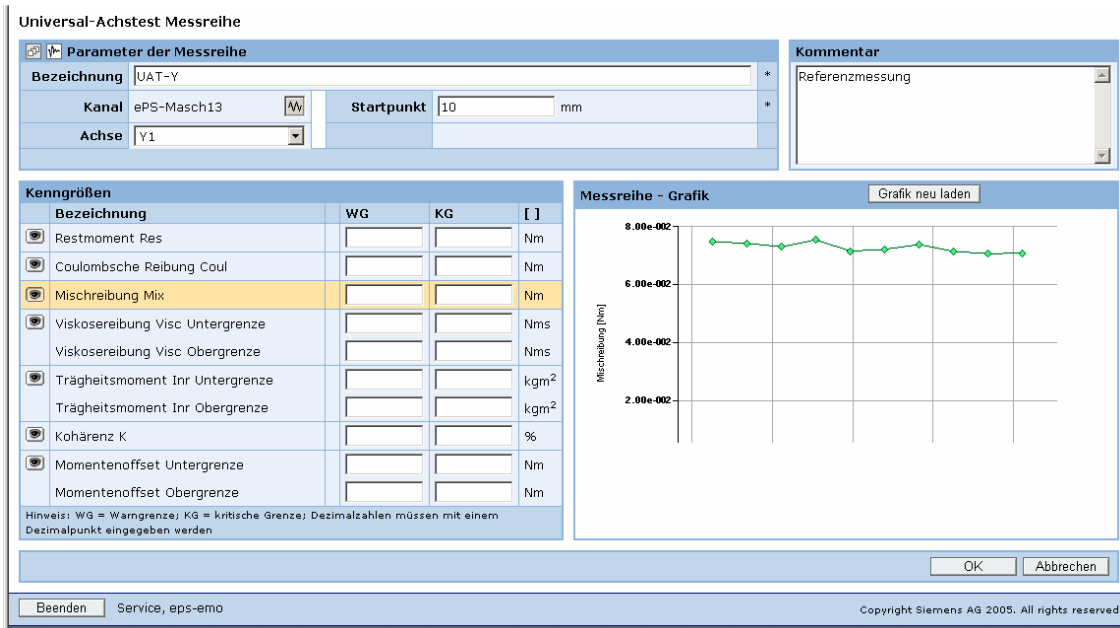 Universal-Achstest Messreihe
Parameter der Messreihe
Bezeichnung UAT-Y *
Kanal ePS-Masch13 Startpunkt 10 mm *
Achse Y1
Kommentar
Referenzmessung
Kenngrößen
Bezeichnung WG KG [ ]
Restmoment Res Nm
Coulombsche Reibung Coul Nm
Mischreibung Mix Nm
Viskosereibung Visc Untergrenze Nms
Viskosereibung Visc Obergrenze Nms
Trägheitsmoment Inr Untergrenze kgm²
Trägheitsmoment Inr Obergrenze kgm²
Kohärenz K %
Momentenoffset Untergrenze Nm
Momentenoffset Obergrenze Nm
Hinweis: WG = Warngrenze; KG = kritische Grenze; Dezimalzahlen müssen mit einem
Dezimalpunkt eingegeben werden
Messreihe - Grafik Grafik neu laden
8.00e-002
6.00e-002
4.00e-002
2.00e-002
Mischreibung [Nm]
OK Abbrechen
Beenden Service, eps-emo Copyright Siemens AG 2005. All rights reserved